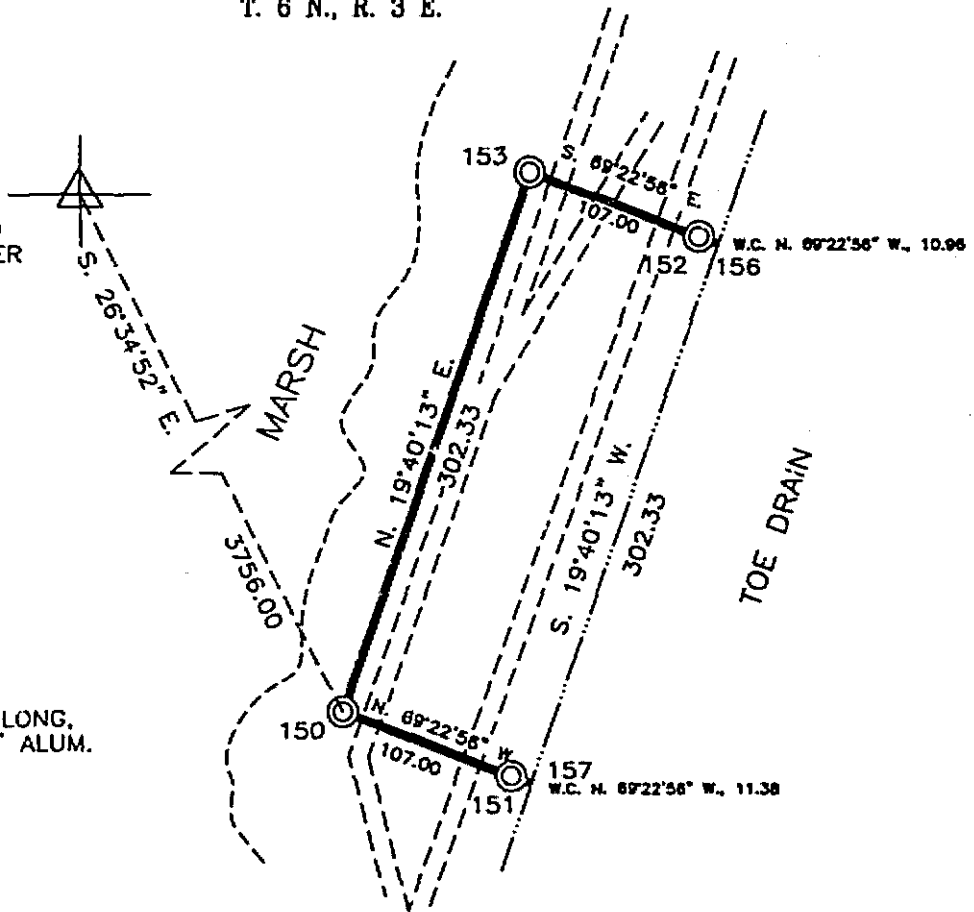 T. 6 N., R. 3 E.
153
S. 69°22'56" E
107.00
W.C. N. 69°22'56" W., 10.96
152
156
ER
S. 26°34'52" E.
MARSH
N. 19°40'13" E.
302.33
S. 19°40'13" W.
302.33
TOE DRAIN
3756.00
LONG,
" ALUM.
150
N. 69°22'56" W
107.00
157
W.C. N. 69°22'56" W., 11.38
151